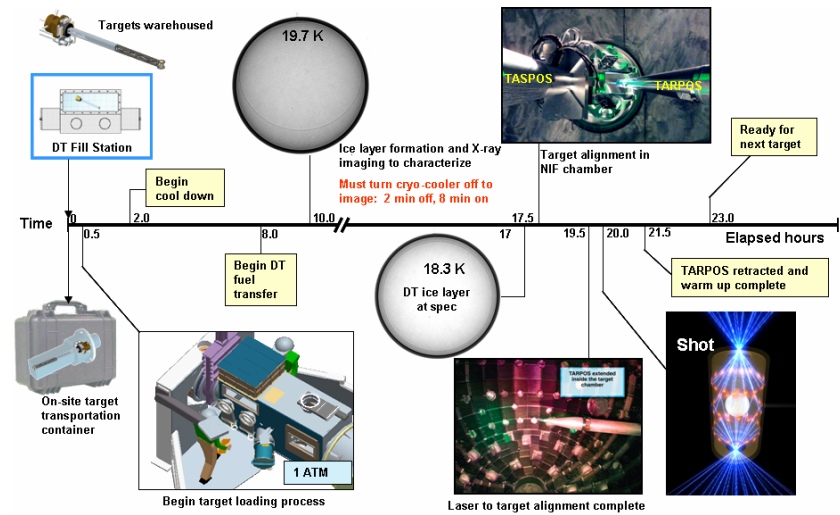 Targets warehoused
DT Fill Station
19.7 K
Ice layer formation and X-ray
imaging to characterize
Must turn cryo-cooler off to
image: 2 min off, 8 min on
TASPOS
TARPOS
Target alignment in
NIF chamber
Ready for
next target
Begin
cool down
Time
0
2.0
10.0
17.5
23.0
0.5
8.0
17
19.5
20.0
21.5
Elapsed hours
Begin DT
fuel
transfer
18.3 K
DT ice layer
at spec
TARPOS retracted and
warm up complete
On-site target
transportation
container
1 ATM
Begin target loading process
TARPOS extended
inside the target
chamber
Laser to target alignment complete
Shot